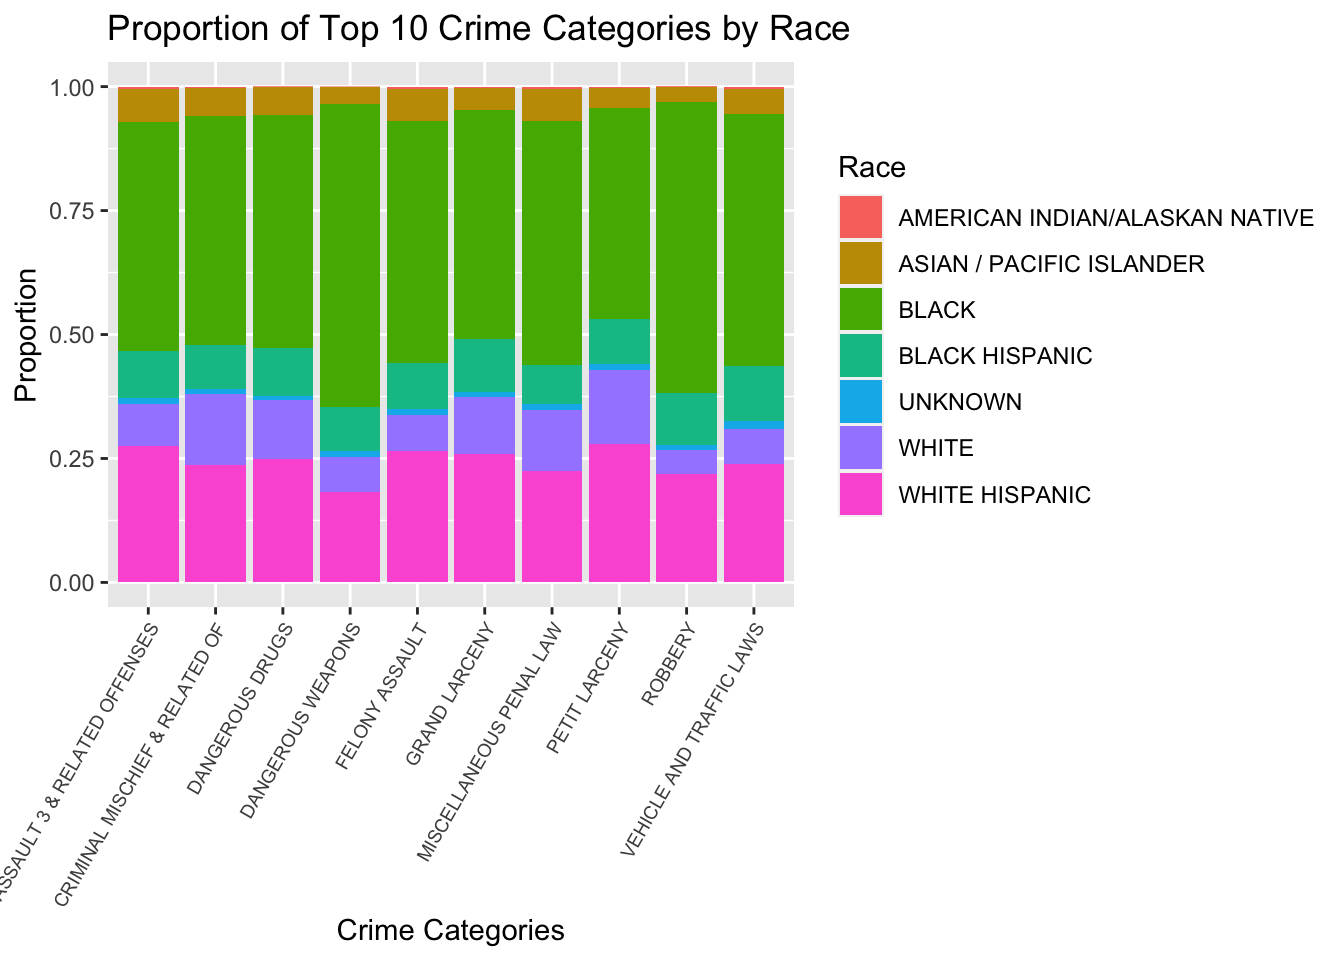 Proportion of Top 10 Crime Categories by Race
Proportion
1.00
0.75
0.50
0.25
0.00
ASSAULT 3 & RELATED OFFENSES
CRIMINAL MISCHIEF & RELATED OF
DANGEROUS DRUGS
DANGEROUS WEAPONS
FELONY ASSAULT
GRAND LARCENY
MISCELLANEOUS PENAL LAW
PETIT LARCENY
ROBBERY
VEHICLE AND TRAFFIC LAWS
Crime Categories
Race
AMERICAN INDIAN/ALASKAN NATIVE
ASIAN / PACIFIC ISLANDER
BLACK
BLACK HISPANIC
UNKNOWN
WHITE
WHITE HISPANIC